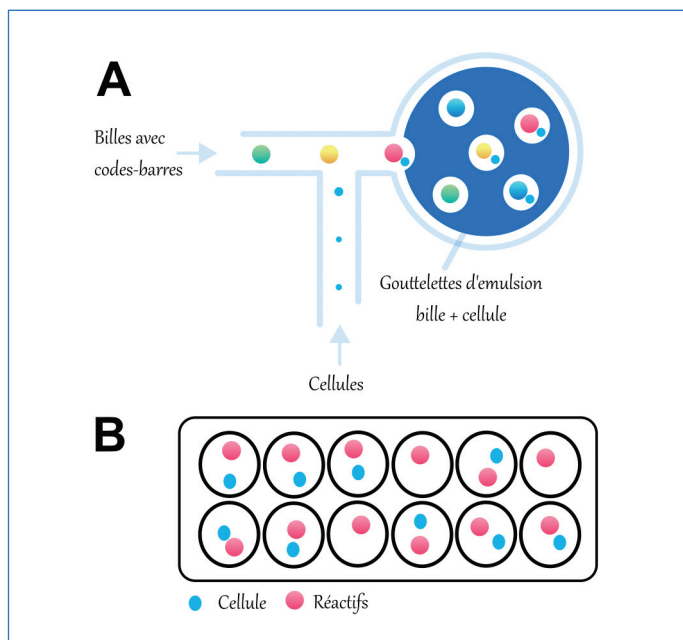 A
Billes avec
codes-barres
Gouttelettes d'emulsion
bille + cellule
Cellules
B
Cellule
Réactifs